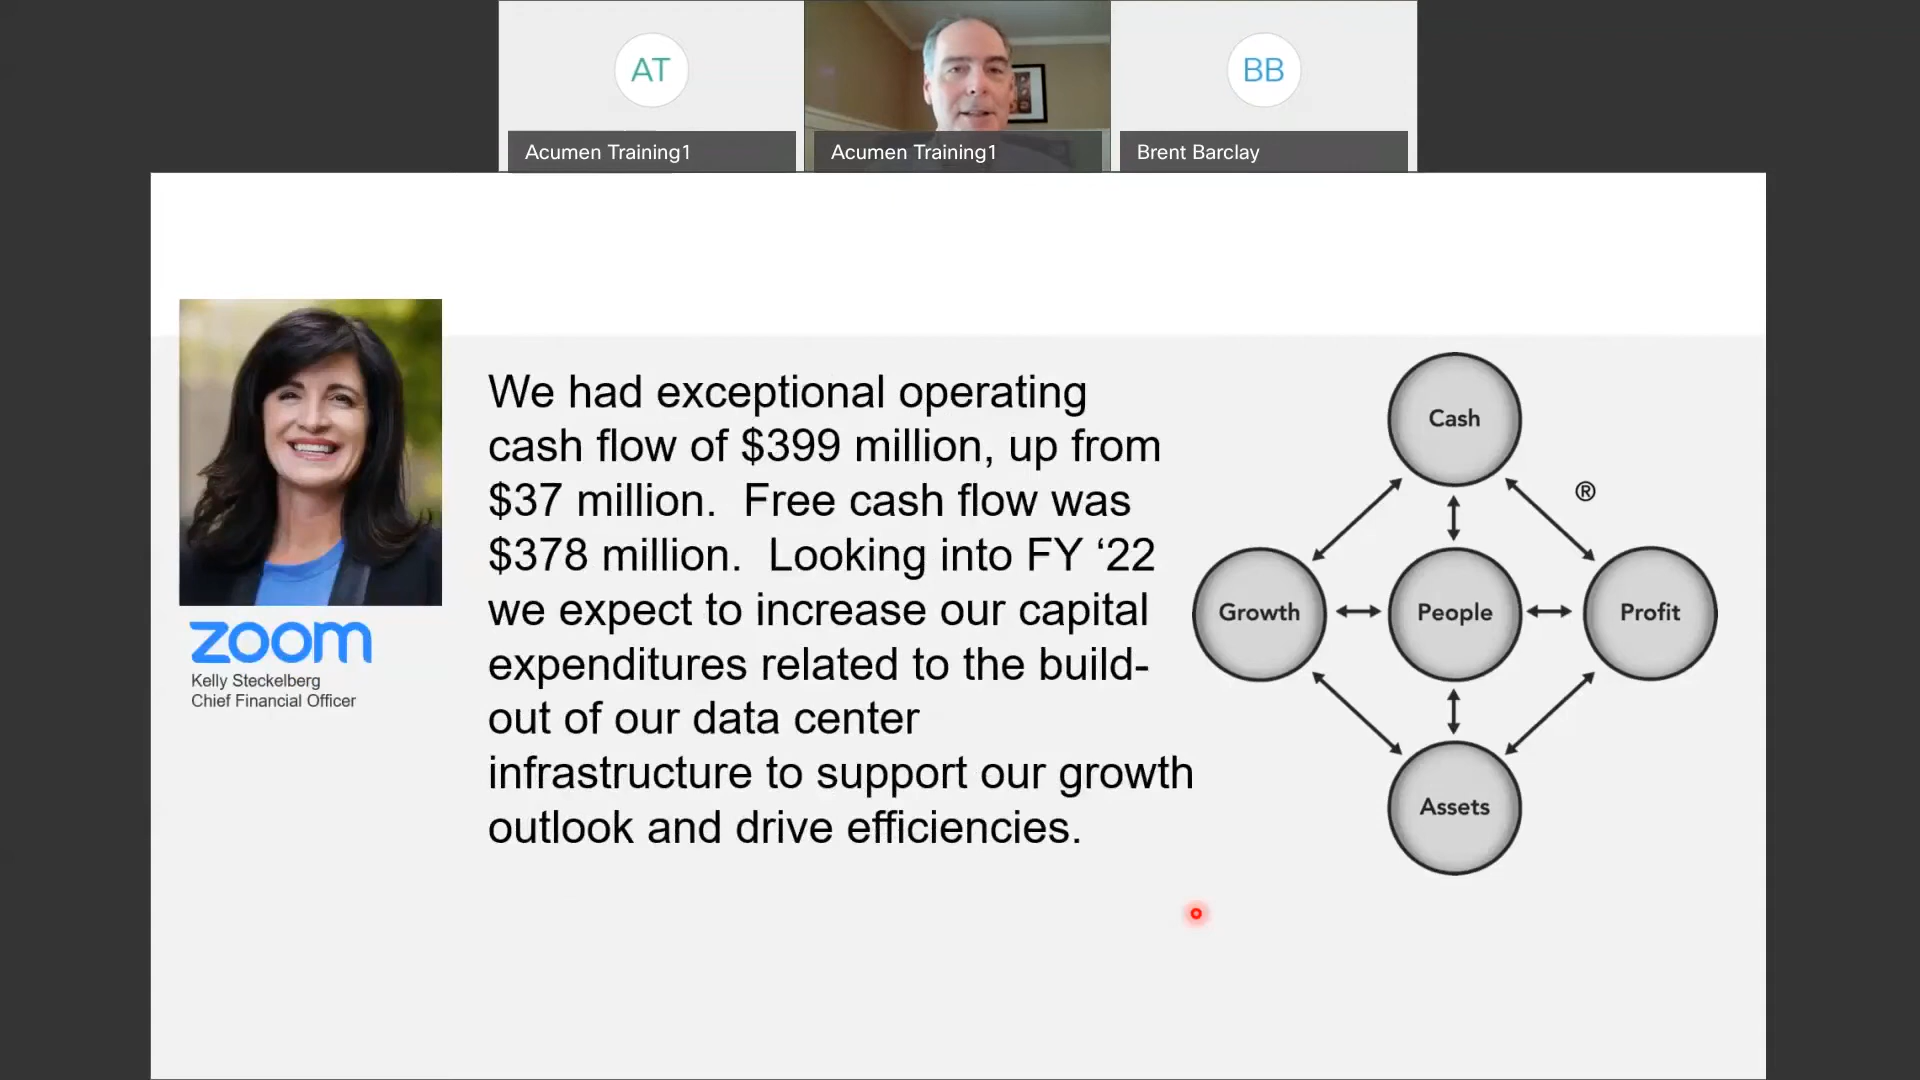 AT
BB
Acumen Training1
Acumen Training1
Brent Barclay
We had exceptional operating
cash flow of $399 million, up from
$37 million.  Free cash flow was
$378 million.  Looking into FY ‘22
we expect to increase our capital
expenditures related to the build-
out of our data center
infrastructure to support our growth
outlook and drive efficiencies.
zoom
Kelly Steckelberg
Chief Financial Officer
Cash
®
Growth
People
Profit
Assets